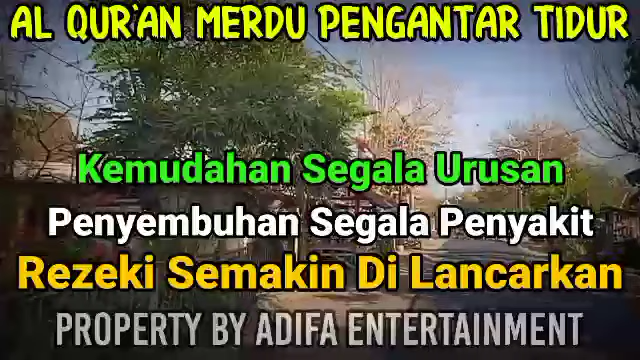 AL QUR'AN MERDU PENGANTAR TIDUR
Kemudahan Segala Urusan
Penyembuhan Segala Penyakit
Rezeki Semakin Di Lancarkan
PROPERTY BY ADIFA ENTERTAINMENT